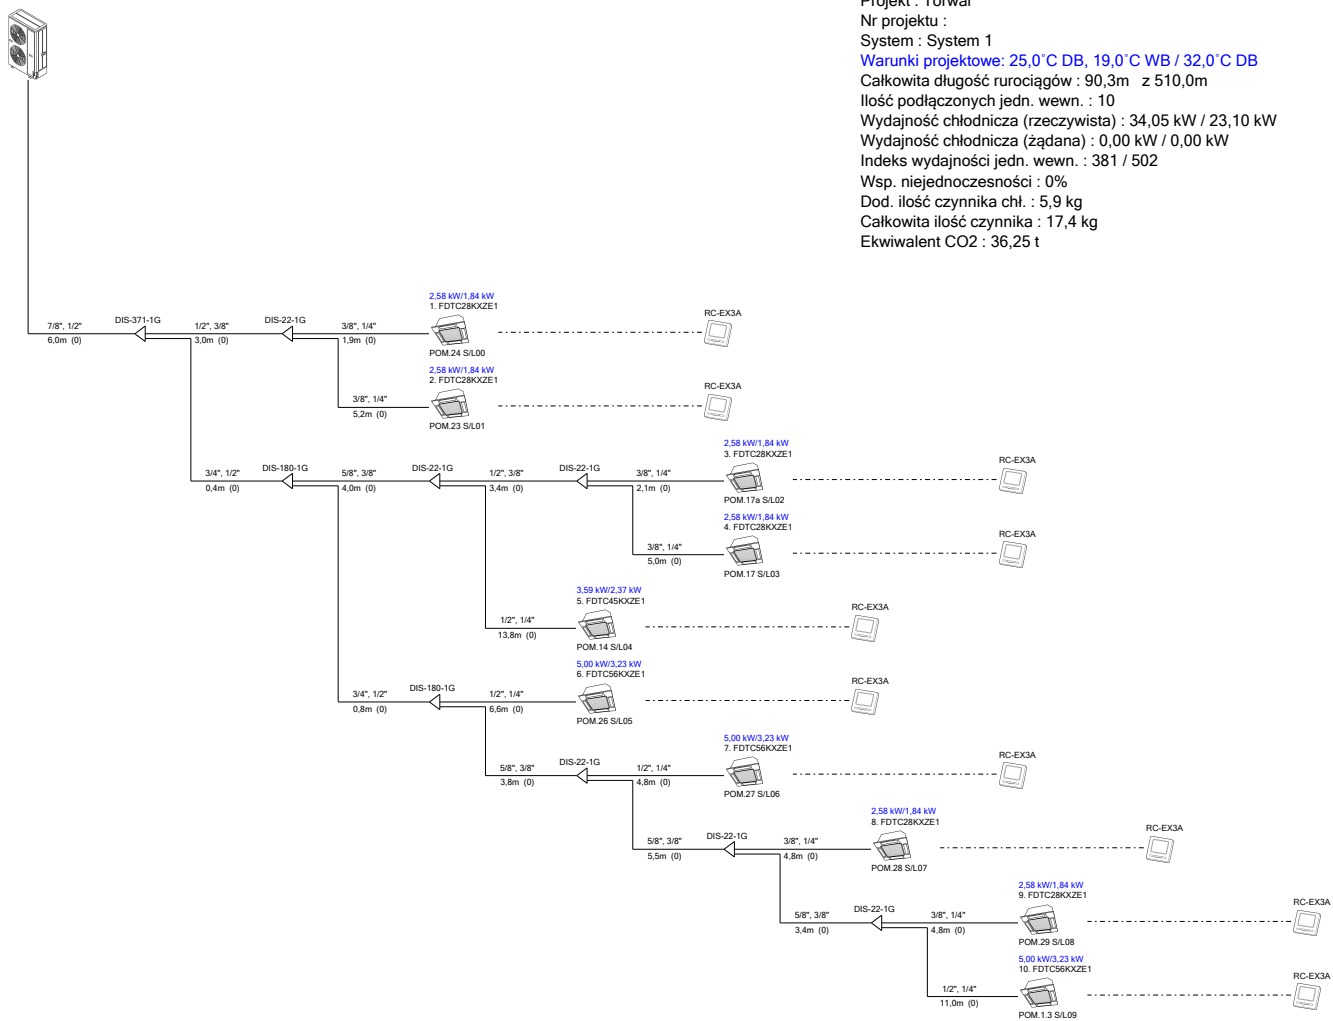 Projekt : Torwar
Nr projektu :
System : System 1
Warunki projektowe: 25,0˚C DB, 19,0˚C WB / 32,0˚C DB
Całkowita długość rurociągów : 90,3m z 510,0m
Ilość podłączonych jedn. wewn. : 10
Wydajność chłodnicza (rzeczywista) : 34,05 kW / 23,10 kW
Wydajność chłodnicza (żądana) : 0,00 kW / 0,00 kW
Indeks wydajności jedn. wewn. : 381 / 502
Wsp. niejednoczesności : 0%
Dod. ilość czynnika chł. : 5,9 kg
Całkowita ilość czynnika : 17,4 kg
Ekwiwalent CO2 : 36,25 t
2,58 kW/1,84 kW
1. FDTC28KXZE1
7/8", 1/2"
6,0m (0)
DIS-371-1G
1/2", 3/8"
3,0m (0)
DIS-22-1G
3/8", 1/4"
1,9m (0)
POM.24 S/L00
RC-EX3A
2,58 kW/1,84 kW
2. FDTC28KXZE1
3/8", 1/4"
5,2m (0)
POM.23 S/L01
RC-EX3A
2,58 kW/1,84 kW
3. FDTC28KXZE1
3/4", 1/2"
0,4m (0)
DIS-180-1G
5/8", 3/8"
4,0m (0)
DIS-22-1G
1/2", 3/8"
3,4m (0)
DIS-22-1G
3/8", 1/4"
2,1m (0)
POM.17a S/L02
RC-EX3A
2,58 kW/1,84 kW
4. FDTC28KXZE1
3/8", 1/4"
5,0m (0)
POM.17 S/L03
RC-EX3A
3,59 kW/2,37 kW
5. FDTC45KXZE1
1/2", 1/4"
13,8m (0)
POM.14 S/L04
RC-EX3A
5,00 kW/3,23 kW
6. FDTC56KXZE1
3/4", 1/2"
0,8m (0)
DIS-180-1G
1/2", 1/4"
6,6m (0)
POM.26 S/L05
RC-EX3A
5,00 kW/3,23 kW
7. FDTC56KXZE1
5/8", 3/8"
3,8m (0)
DIS-22-1G
1/2", 1/4"
4,8m (0)
POM.27 S/L06
RC-EX3A
2,58 kW/1,84 kW
8. FDTC28KXZE1
5/8", 3/8"
5,5m (0)
DIS-22-1G
3/8", 1/4"
4,8m (0)
POM.28 S/L07
RC-EX3A
2,58 kW/1,84 kW
9. FDTC28KXZE1
5/8", 3/8"
3,4m (0)
DIS-22-1G
3/8", 1/4"
4,8m (0)
POM.29 S/L08
RC-EX3A
5,00 kW/3,23 kW
10. FDTC56KXZE1
1/2", 1/4"
11,0m (0)
POM.1.3 S/L09
RC-EX3A